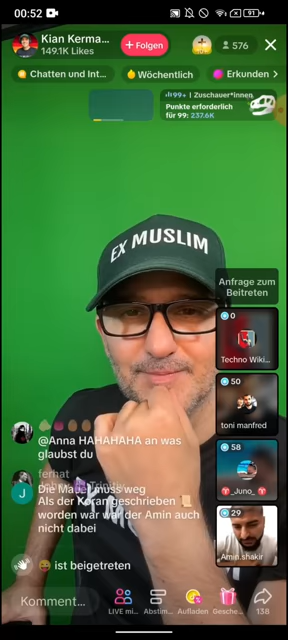 00:52
91
Kian Kerma...
149.1K Likes
+ Folgen
576
Chatten und Int...
Wöchentlich
Erkunden
99+ | Zuschauer*innen
Punkte erforderlich
für 99: 237.6K
EX MUSLIM
Anfrage zum
Beitreten
0
Techno Wiki...
50
toni manfred
58
_Juno_
29
Amin.shakir
@Anna HAHAHAHA an was
glaubst du
ferhat
J
Die Maue muss weg
Als der Koran geschrieben
worden war war der Amin auch
nicht dabei
ist beigetreten
Komment...
LIVE mi...
Abstim...
Aufladen
Gesche...
138